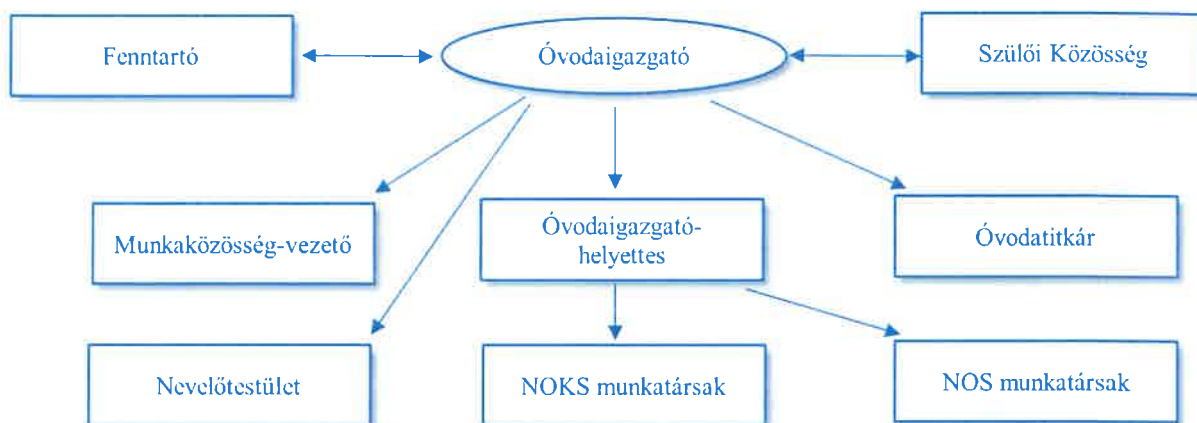 Fenntartó
Óvodaigazgató
Szülői Közösség
Munkaközösség-vezető
Óvodaigazgató-
helyettes
Óvodatitkár
Nevelőtestület
NOKS munkatársak
NOS munkatársak